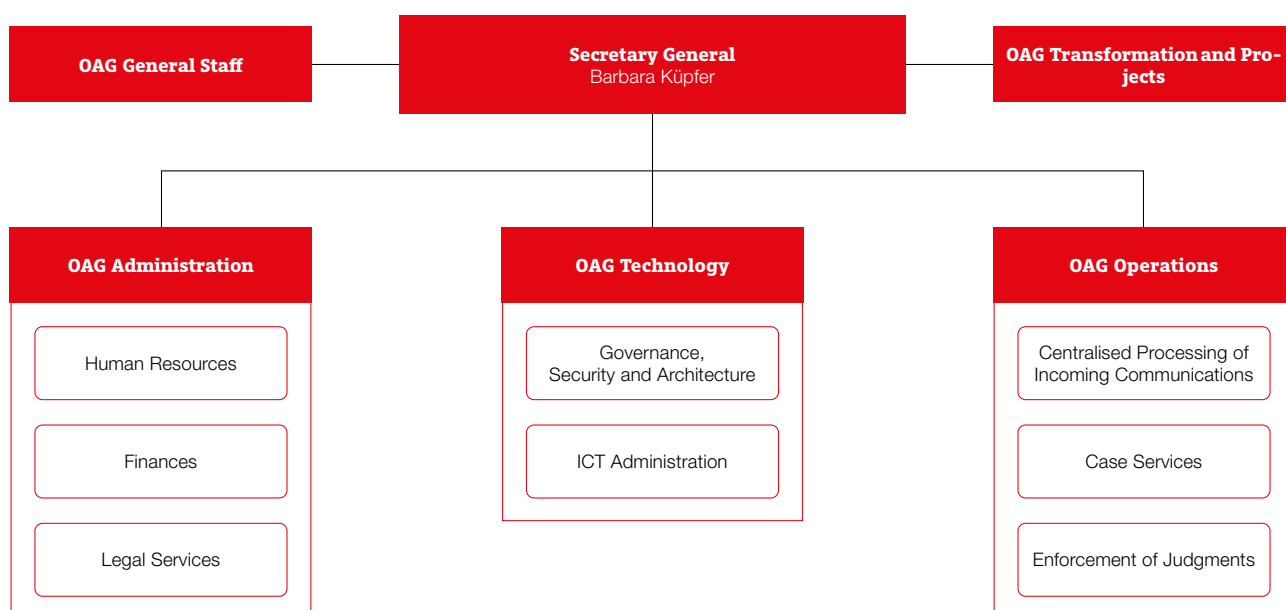 OAG General Staff
Secretary General
Barbara Küpfer
OAG Transformation and Pro-
jects
OAG Administration
OAG Technology
OAG Operations
Human Resources
Finances
Legal Services
Governance,
Security and Architecture
ICT Administration
Centralised Processing of
Incoming Communications
Case Services
Enforcement of Judgments